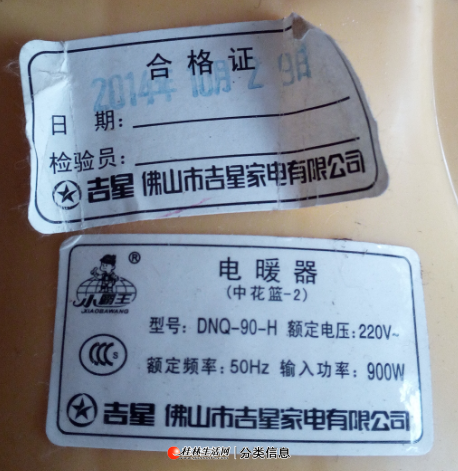 合格证
2014年10月29日
日 期:
检验员:
吉星 佛山市吉星家电有限公司
小霸王®
XIAOBAWANG
电暖器
(中花篮-2)
型号: DNQ-90-H 额定电压: 220V~
CCC S
额定频率: 50Hz 输入功率: 900W
吉星 佛山市吉星家电有限公司
桂林生活网 分类信息